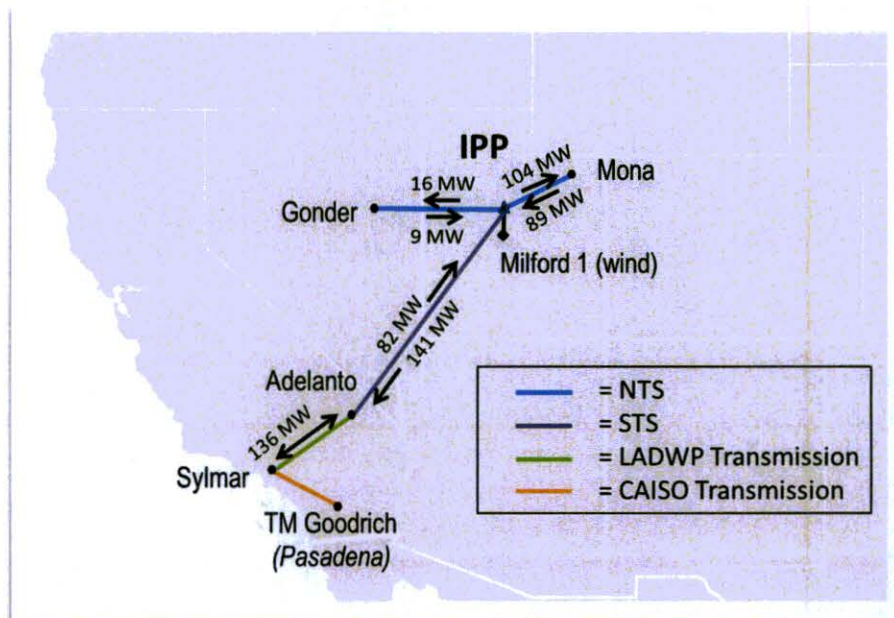 IPP
Mona
104 MW
16 MW
89 MW
Gonder
9 MW
Milford 1 (wind)
82 MW
141 MW
Adelanto
136 MW
Sylmar
TM Goodrich
(Pasadena)
= NTS
= STS
= LADWP Transmission
= CAISO Transmission